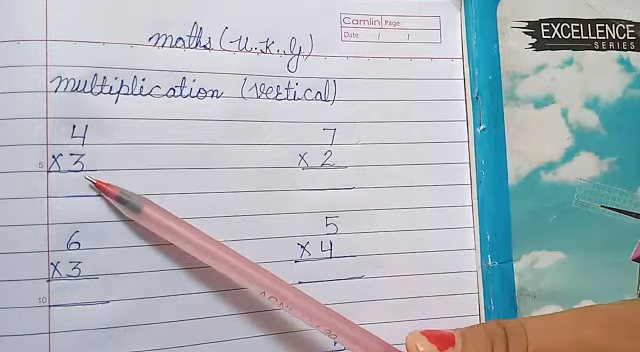 Camlin Page
Date / /
maths (U.K.G)
multiplication (vertical)
4
x 3
7
x 2
5
6
x 3
5
x 4
10
EXCELLENCE
SERIES